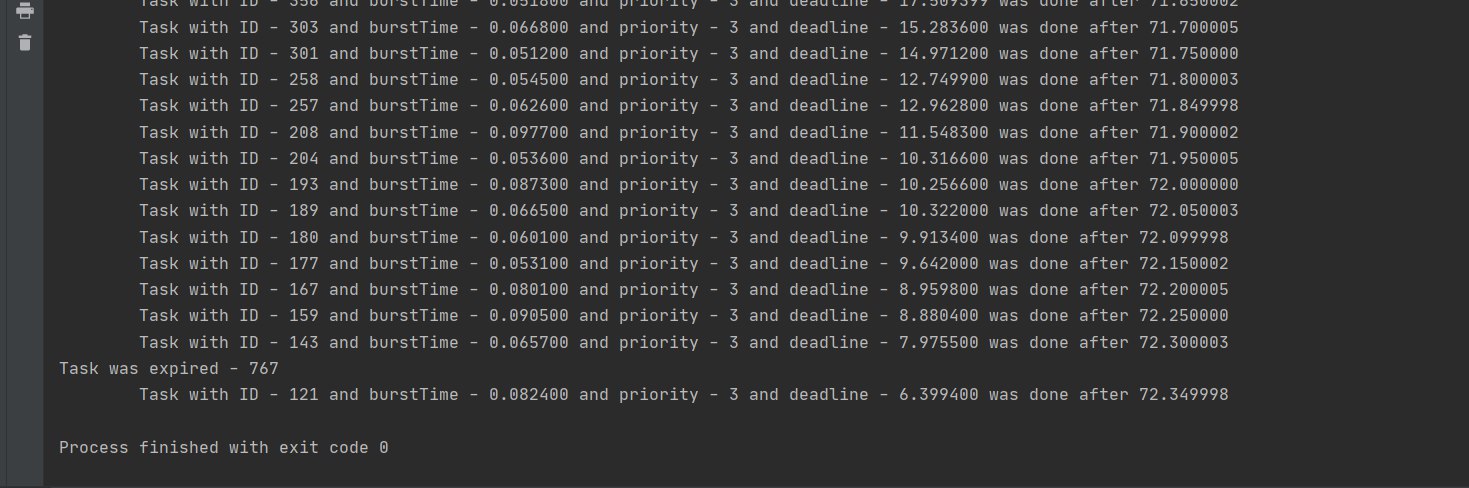 Task with ID - 356 and burstTime - 0.051800 and priority - 3 and deadline - 17.509399 was done after 71.650002
Task with ID - 303 and burstTime - 0.066800 and priority - 3 and deadline - 15.283600 was done after 71.700005
Task with ID - 301 and burstTime - 0.051200 and priority - 3 and deadline - 14.971200 was done after 71.750000
Task with ID - 258 and burstTime - 0.054500 and priority - 3 and deadline - 12.749900 was done after 71.800003
Task with ID - 257 and burstTime - 0.062600 and priority - 3 and deadline - 12.962800 was done after 71.849998
Task with ID - 208 and burstTime - 0.097700 and priority - 3 and deadline - 11.548300 was done after 71.900002
Task with ID - 204 and burstTime - 0.053600 and priority - 3 and deadline - 10.316600 was done after 71.950005
Task with ID - 193 and burstTime - 0.087300 and priority - 3 and deadline - 10.256600 was done after 72.000000
Task with ID - 189 and burstTime - 0.066500 and priority - 3 and deadline - 10.322000 was done after 72.050003
Task with ID - 180 and burstTime - 0.060100 and priority - 3 and deadline - 9.913400 was done after 72.099998
Task with ID - 177 and burstTime - 0.053100 and priority - 3 and deadline - 9.642000 was done after 72.150002
Task with ID - 167 and burstTime - 0.080100 and priority - 3 and deadline - 8.959800 was done after 72.200005
Task with ID - 159 and burstTime - 0.090500 and priority - 3 and deadline - 8.880400 was done after 72.250000
Task with ID - 143 and burstTime - 0.065700 and priority - 3 and deadline - 7.975500 was done after 72.300003
Task was expired - 767
Task with ID - 121 and burstTime - 0.082400 and priority - 3 and deadline - 6.399400 was done after 72.349998
Process finished with exit code 0